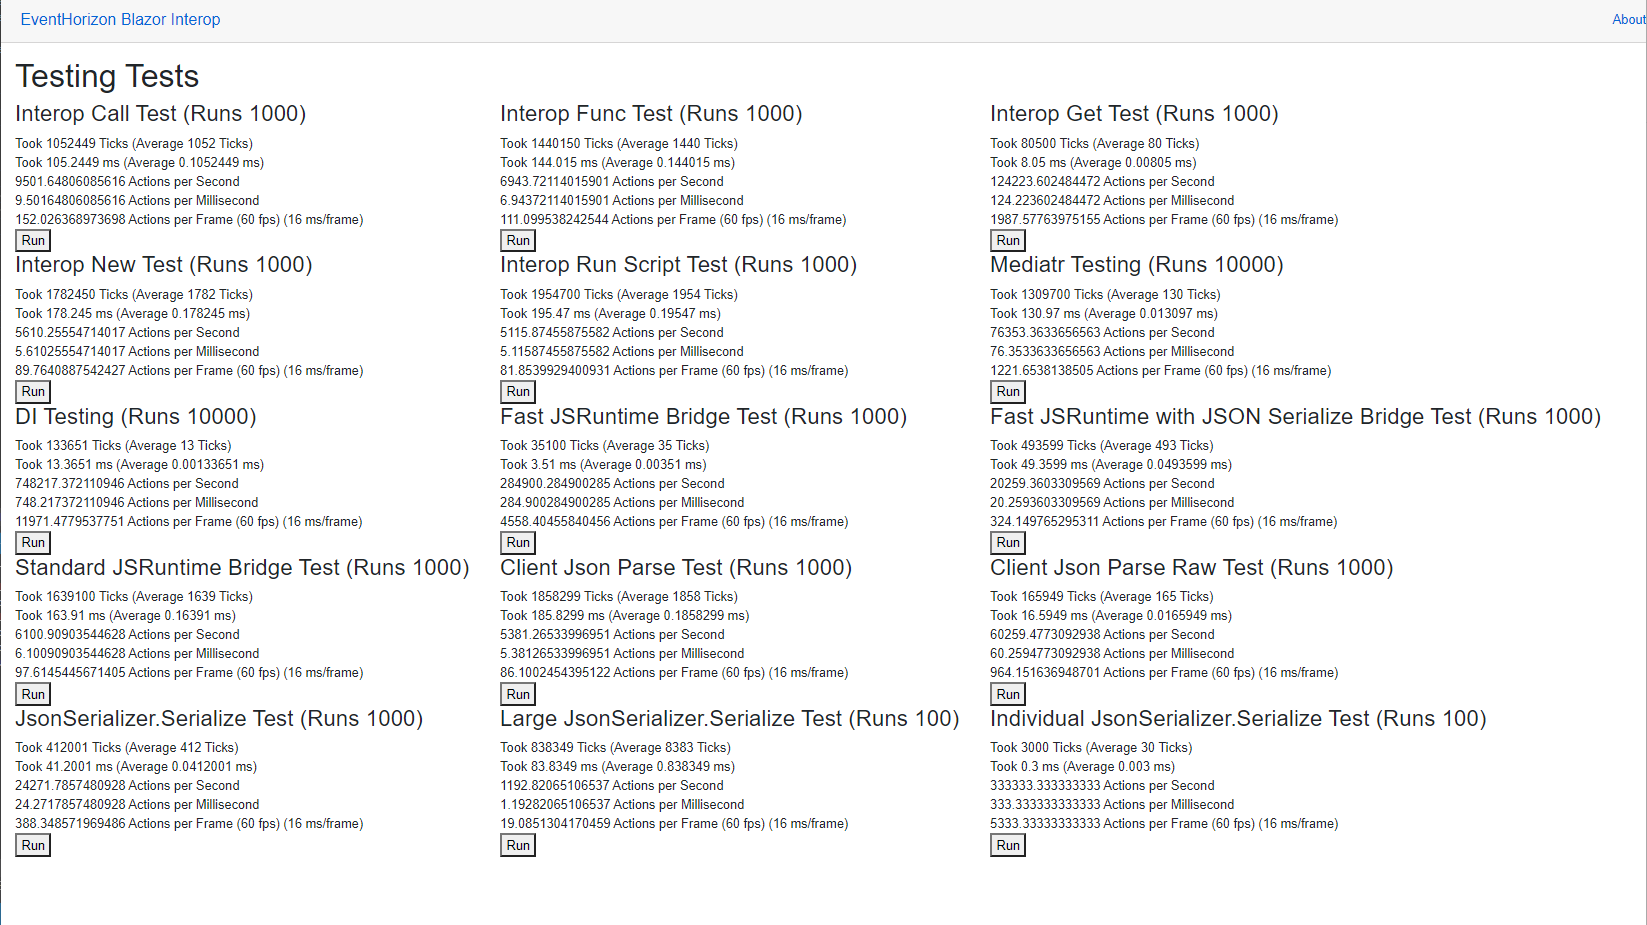 EventHorizon Blazor Interop
About
Testing Tests
Interop Call Test (Runs 1000)
Took 1052449 Ticks (Average 1052 Ticks)
Took 105.2449 ms (Average 0.1052449 ms)
9501.64806085616 Actions per Second
9.50164806085616 Actions per Millisecond
152.026368973698 Actions per Frame (60 fps) (16 ms/frame)
Run
Interop Func Test (Runs 1000)
Took 1440150 Ticks (Average 1440 Ticks)
Took 144.015 ms (Average 0.144015 ms)
6943.72114015901 Actions per Second
6.94372114015901 Actions per Millisecond
111.099538242544 Actions per Frame (60 fps) (16 ms/frame)
Run
Interop Get Test (Runs 1000)
Took 80500 Ticks (Average 80 Ticks)
Took 8.05 ms (Average 0.00805 ms)
124223.602484472 Actions per Second
124.223602484472 Actions per Millisecond
1987.57763975155 Actions per Frame (60 fps) (16 ms/frame)
Run
Interop New Test (Runs 1000)
Took 1782450 Ticks (Average 1782 Ticks)
Took 178.245 ms (Average 0.178245 ms)
5610.25554714017 Actions per Second
5.61025554714017 Actions per Millisecond
89.7640887542427 Actions per Frame (60 fps) (16 ms/frame)
Run
Interop Run Script Test (Runs 1000)
Took 1954700 Ticks (Average 1954 Ticks)
Took 195.47 ms (Average 0.19547 ms)
5115.87455875582 Actions per Second
5.11587455875582 Actions per Millisecond
81.8539929400931 Actions per Frame (60 fps) (16 ms/frame)
Run
Mediatr Testing (Runs 10000)
Took 1309700 Ticks (Average 130 Ticks)
Took 130.97 ms (Average 0.013097 ms)
76353.3633656563 Actions per Second
76.3533633656563 Actions per Millisecond
1221.6538138505 Actions per Frame (60 fps) (16 ms/frame)
Run
DI Testing (Runs 10000)
Took 133651 Ticks (Average 13 Ticks)
Took 13.3651 ms (Average 0.00133651 ms)
748217.372110946 Actions per Second
748.217372110946 Actions per Millisecond
11971.4779537751 Actions per Frame (60 fps) (16 ms/frame)
Run
Fast JSRuntime Bridge Test (Runs 1000)
Took 35100 Ticks (Average 35 Ticks)
Took 3.51 ms (Average 0.00351 ms)
284900.284900285 Actions per Second
284.900284900285 Actions per Millisecond
4558.40455840456 Actions per Frame (60 fps) (16 ms/frame)
Run
Fast JSRuntime with JSON Serialize Bridge Test (Runs 1000)
Took 493599 Ticks (Average 493 Ticks)
Took 49.3599 ms (Average 0.0493599 ms)
20259.3603309569 Actions per Second
20.2593603309569 Actions per Millisecond
324.149765295311 Actions per Frame (60 fps) (16 ms/frame)
Run
Standard JSRuntime Bridge Test (Runs 1000)
Took 1639100 Ticks (Average 1639 Ticks)
Took 163.91 ms (Average 0.16391 ms)
6100.90903544628 Actions per Second
6.10090903544628 Actions per Millisecond
97.6145445671405 Actions per Frame (60 fps) (16 ms/frame)
Run
Client Json Parse Test (Runs 1000)
Took 1858299 Ticks (Average 1858 Ticks)
Took 185.8299 ms (Average 0.1858299 ms)
5381.26533996951 Actions per Second
5.38126533996951 Actions per Millisecond
86.1002454395122 Actions per Frame (60 fps) (16 ms/frame)
Run
Client Json Parse Raw Test (Runs 1000)
Took 165949 Ticks (Average 165 Ticks)
Took 16.5949 ms (Average 0.0165949 ms)
60259.4773092938 Actions per Second
60.2594773092938 Actions per Millisecond
964.151636948701 Actions per Frame (60 fps) (16 ms/frame)
Run
JsonSerializer.Serialize Test (Runs 1000)
Took 412001 Ticks (Average 412 Ticks)
Took 41.2001 ms (Average 0.0412001 ms)
24271.7857480928 Actions per Second
24.2717857480928 Actions per Millisecond
388.348571969486 Actions per Frame (60 fps) (16 ms/frame)
Run
Large JsonSerializer.Serialize Test (Runs 100)
Took 838349 Ticks (Average 8383 Ticks)
Took 83.8349 ms (Average 0.838349 ms)
1192.82065106537 Actions per Second
1.19282065106537 Actions per Millisecond
19.0851304170459 Actions per Frame (60 fps) (16 ms/frame)
Run
Individual JsonSerializer.Serialize Test (Runs 100)
Took 3000 Ticks (Average 30 Ticks)
Took 0.3 ms (Average 0.003 ms)
333333.333333333 Actions per Second
333.333333333333 Actions per Millisecond
5333.33333333333 Actions per Frame (60 fps) (16 ms/frame)
Run